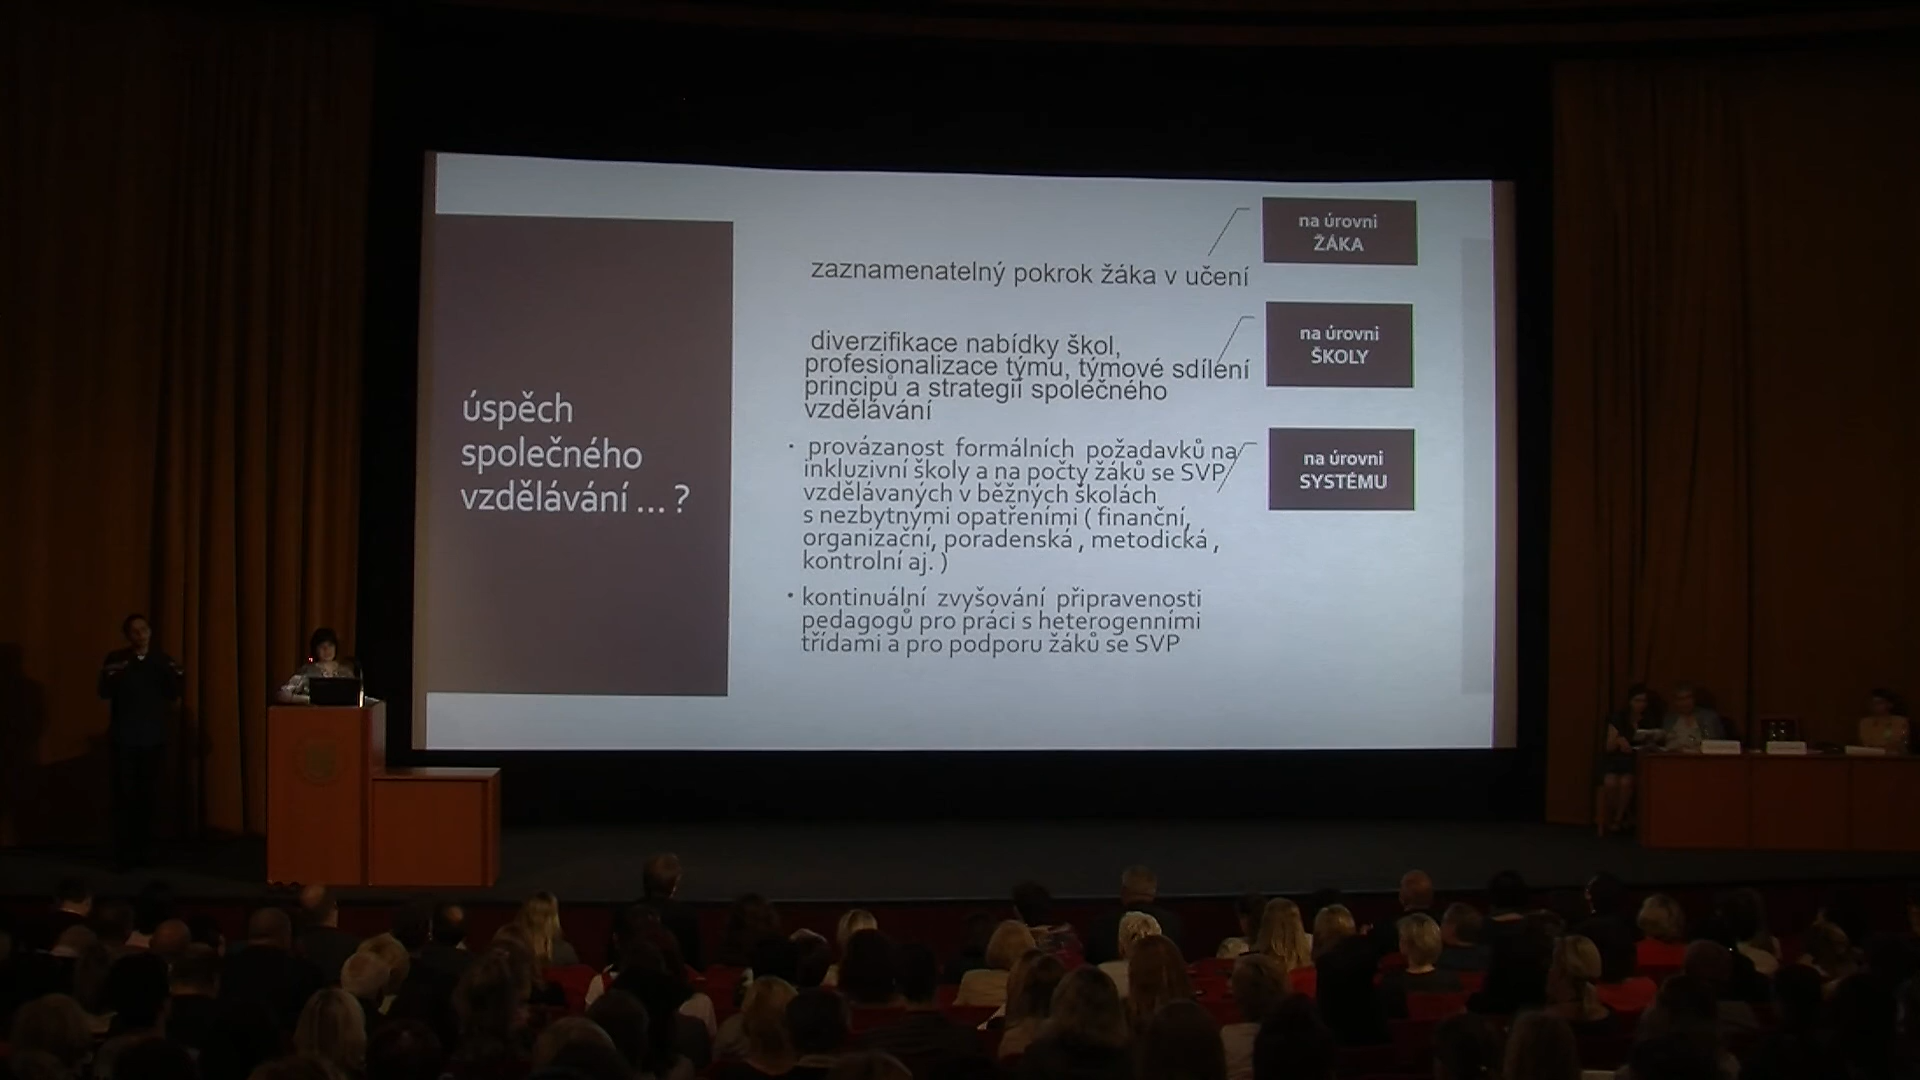 úspěch
společného
vzdělávání ... ?
na úrovni
ŽÁKA
zaznamenatelný pokrok žáka v učení
na úrovni
ŠKOLY
diverzifikace nabídky škol,
profesionalizace týmu, týmové sdílení
principů a strategií společného
vzdělávání
na úrovni
SYSTÉMU
• provázanost formálních požadavků na
inkluzivní školy a na počty žáků se SVP
vzdělávaných v běžných školách
s nezbytnými opatřeními ( finanční,
organizační, poradenská , metodická ,
kontrolní aj. )
• kontinuální zvyšování připravenosti
pedagogů pro práci s heterogenními
třídami a pro podporu žáků se SVP